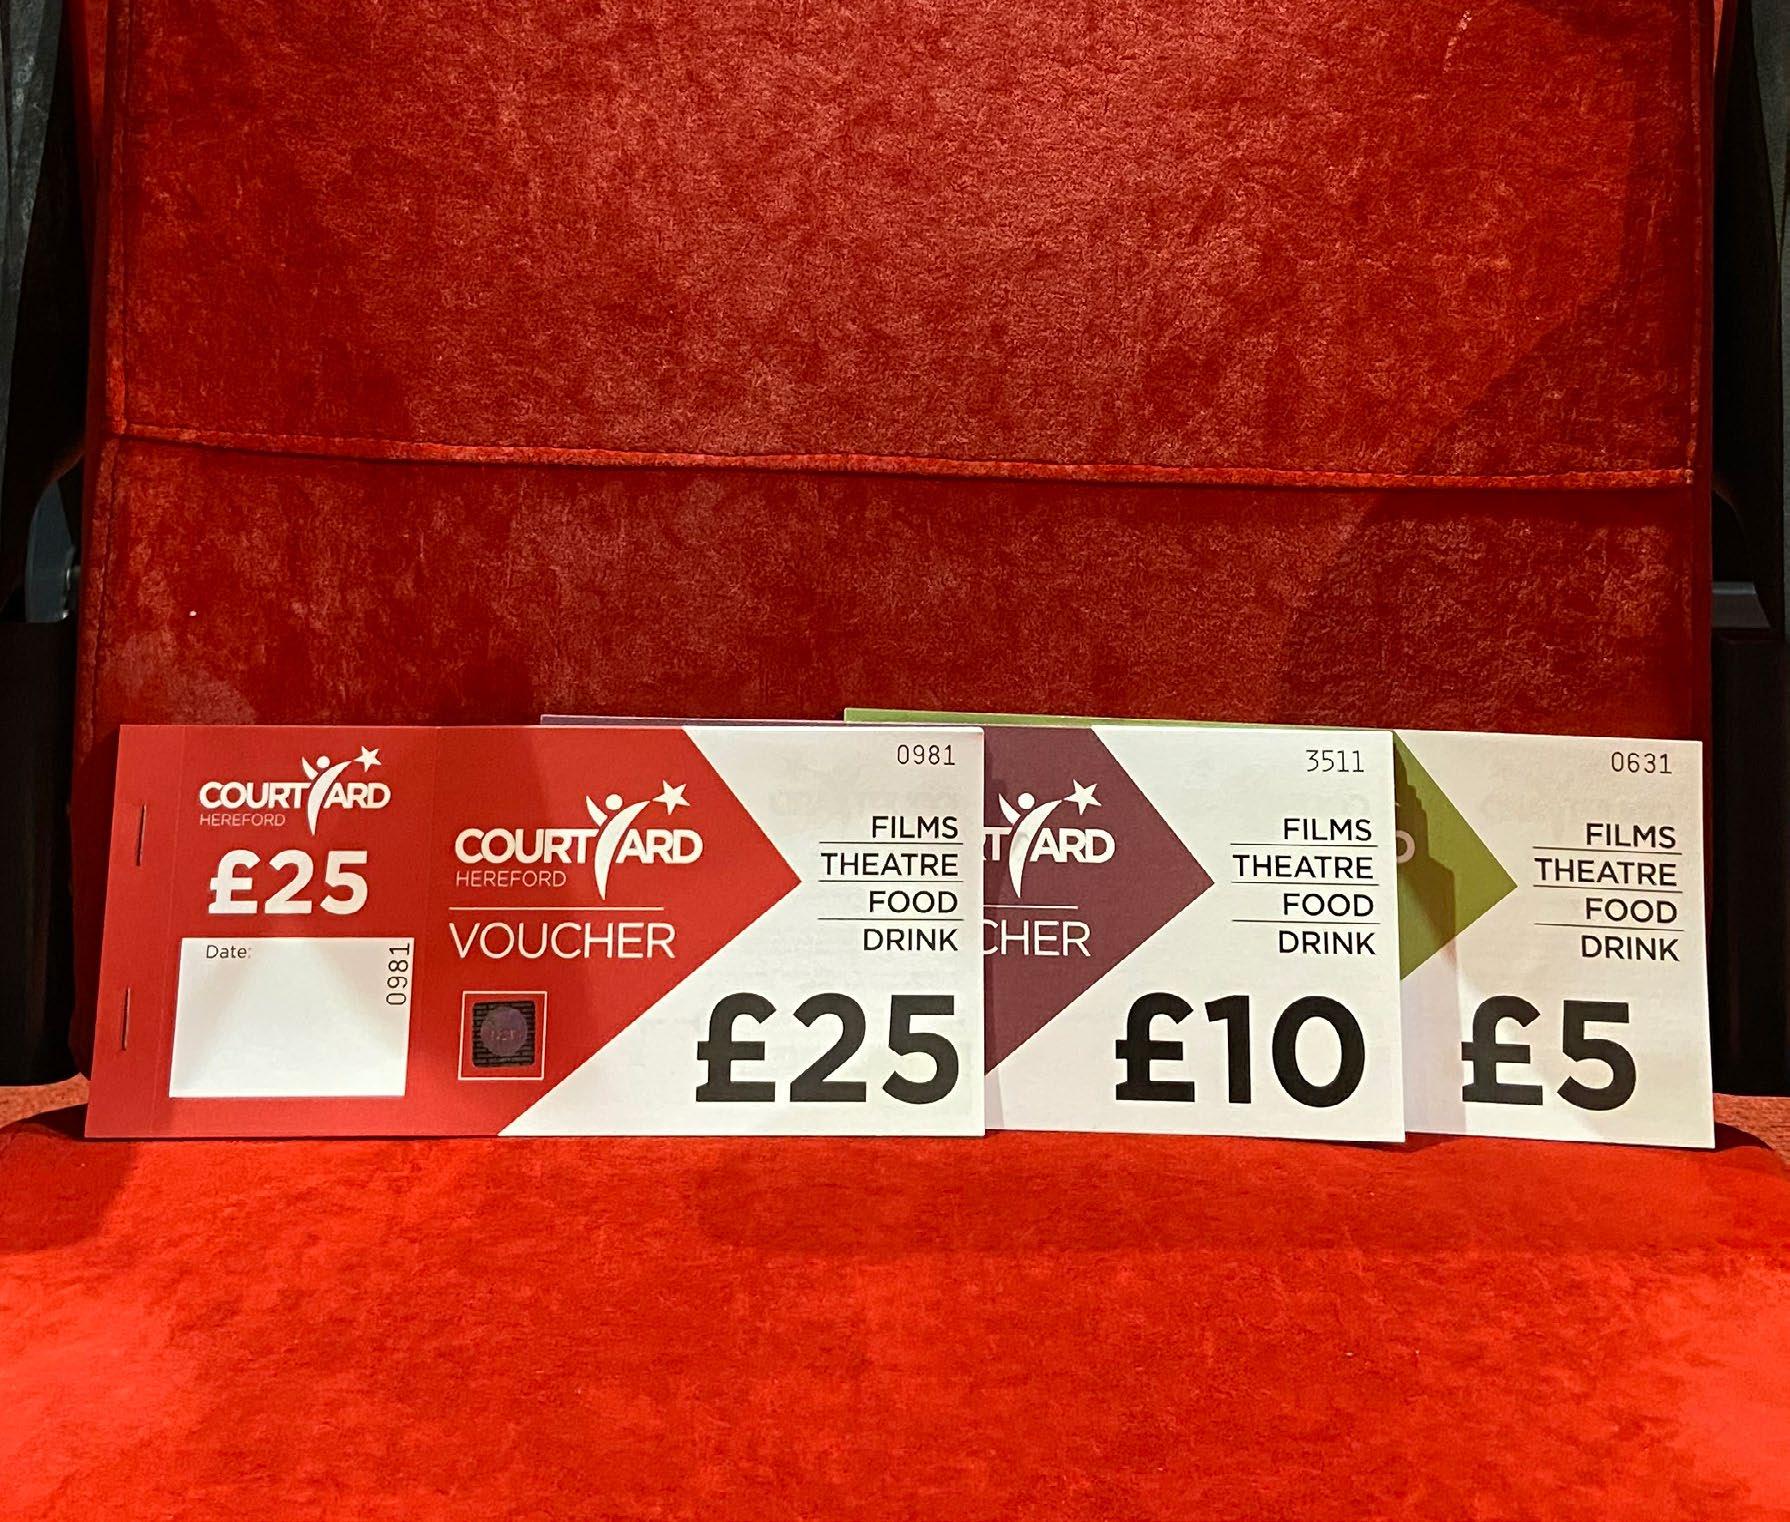 COURTYARD
HEREFORD
£25
Date:
0981
COURTYARD
HEREFORD
VOUCHER
0981
FILMS
THEATRE
FOOD
DRINK
£25
RTYARD
CHER
3511
FILMS
THEATRE
FOOD
DRINK
£10
D
0631
FILMS
THEATRE
FOOD
DRINK
£5